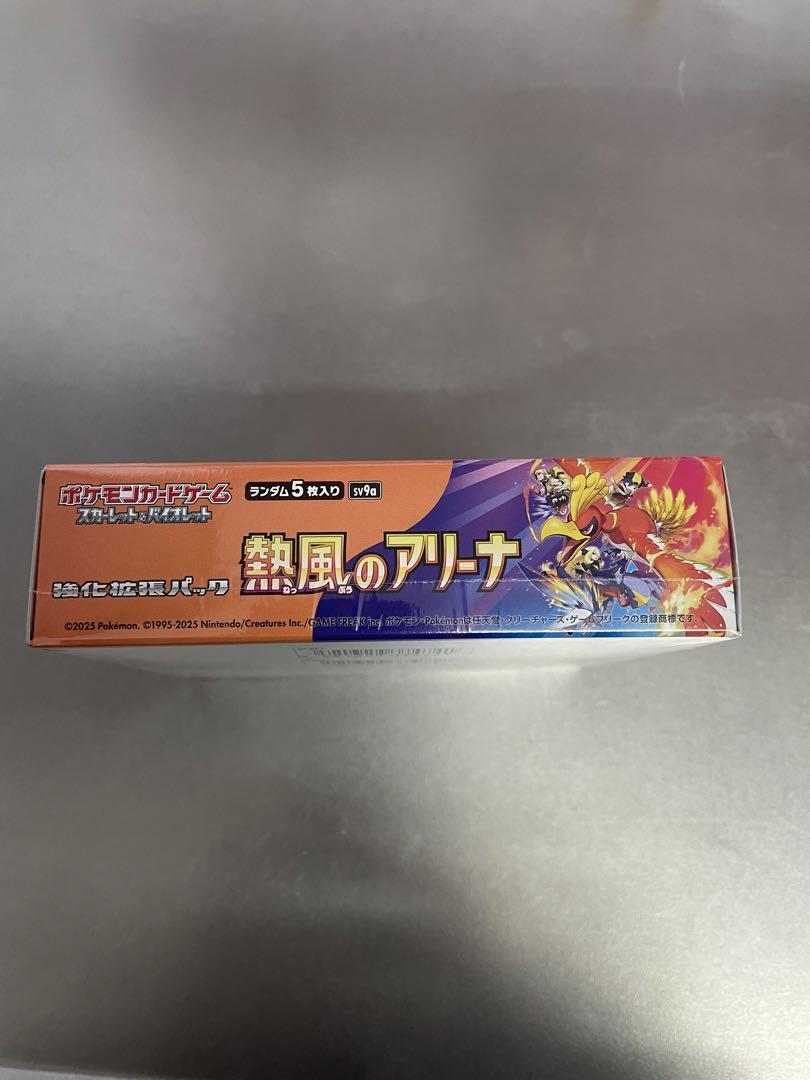 ポケモンカードゲーム
スカーレット&バイオレット
ランダム5枚入り
SV9a
強化拡張パック
熱風のアリーナ
ねっ ぷう
©2025 Pokémon. ©1995-2025 Nintendo/Creatures Inc./GAME FREAK inc. ポケモン・Pokémonは任天堂・クリーチャーズ・ゲームフリークの登録商標です。